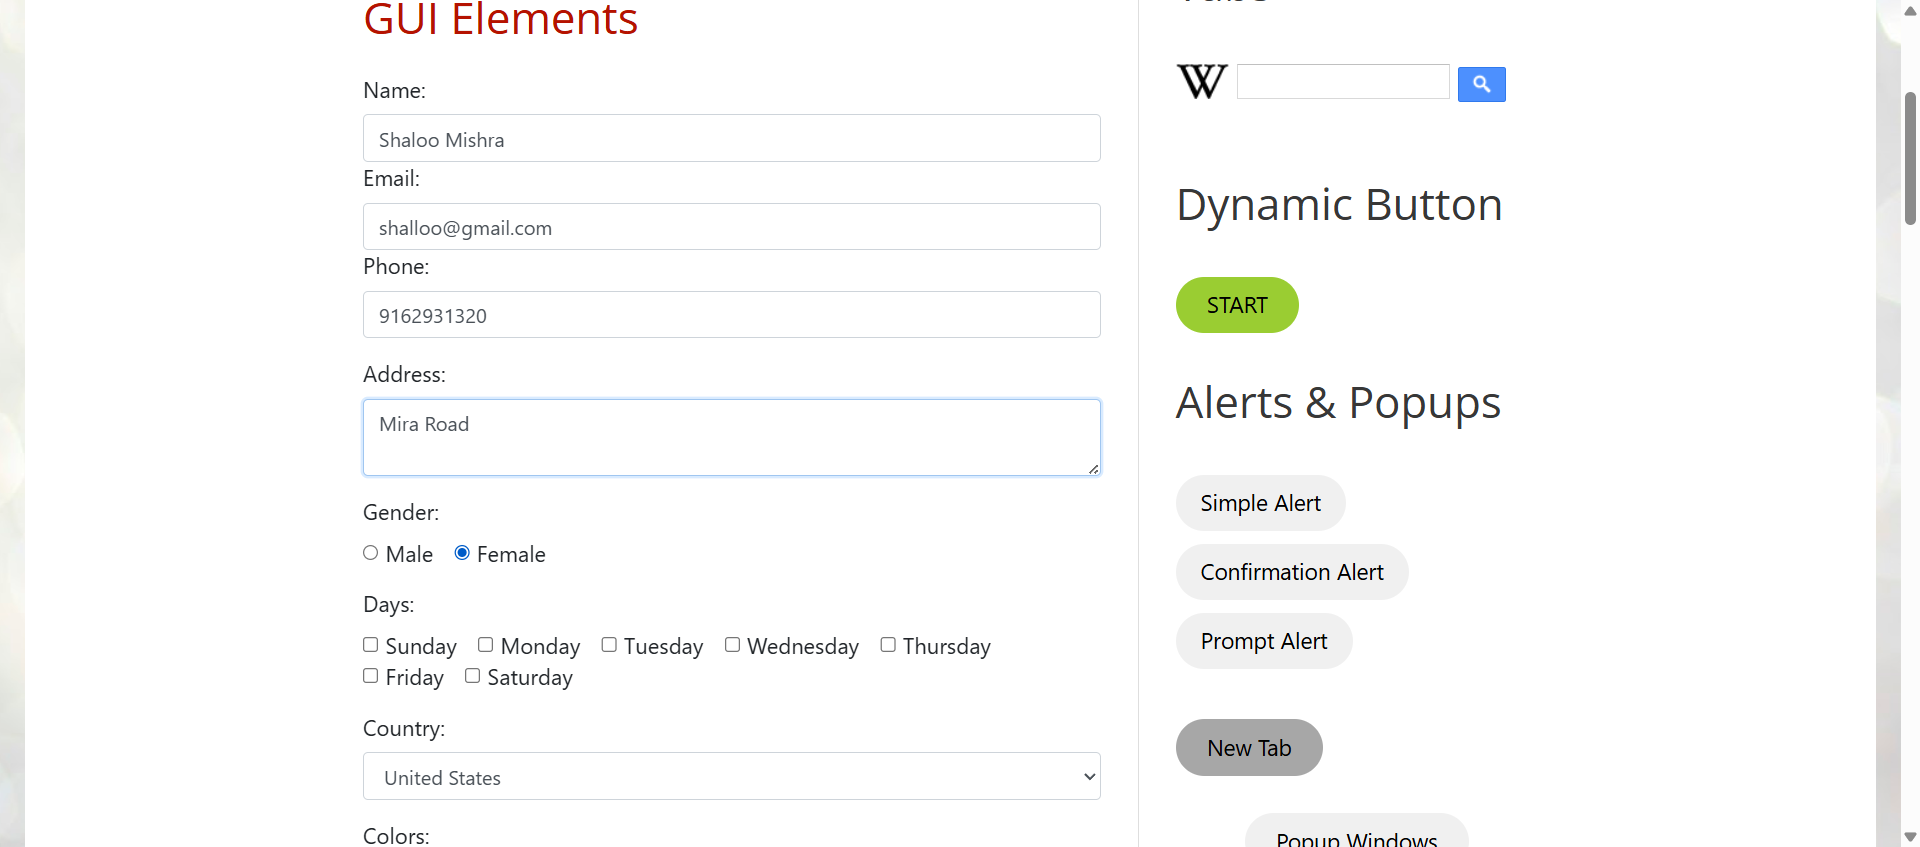 GUI Elements
Name:
Shaloo Mishra
Email:
shalloo@gmail.com
Phone:
9162931320
Address:
Mira Road
Gender:
Male Female
Days:
Sunday Monday Tuesday Wednesday Thursday
Friday Saturday
Country:
United States
Colors:
W
Dynamic Button
START
Alerts & Popups
Simple Alert
Confirmation Alert
Prompt Alert
New Tab
Popup Windows